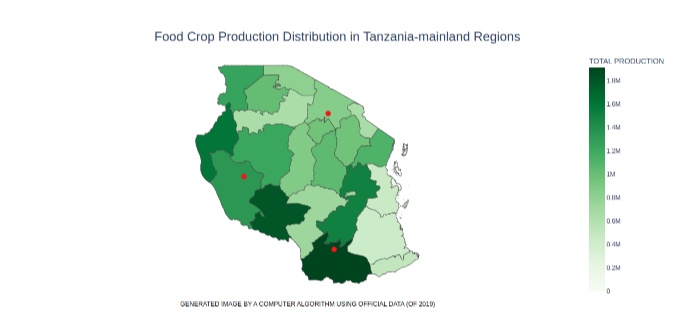 Food Crop Production Distribution in Tanzania-mainland Regions
TOTAL PRODUCTION
1.8M
1.6M
1.4M
1.2M
1M
0.8M
0.6M
0.4M
0.2M
0
GENERATED IMAGE BY A COMPUTER ALGORITHM USING OFFICIAL DATA (OF 2019)